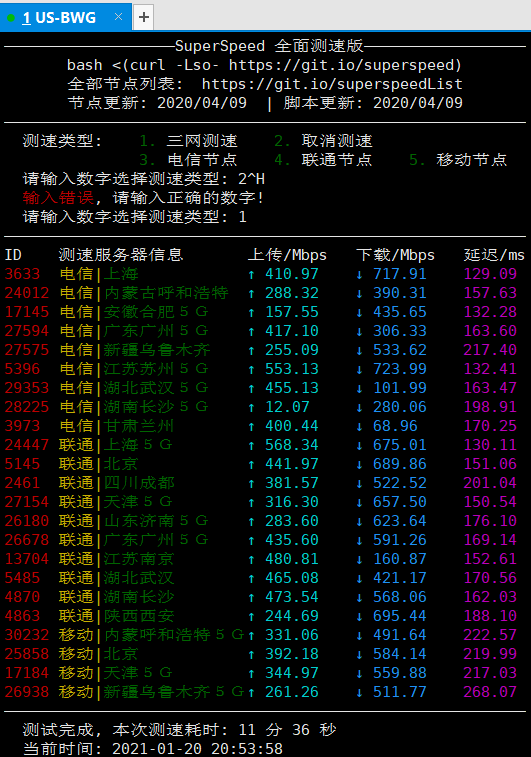 1 US-BWG × +
SuperSpeed 全面测速版
bash <(curl -Lso- https://git.io/superspeed)
全部节点列表: https://git.io/superspeedList
节点更新: 2020/04/09 | 脚本更新: 2020/04/09
测速类型: 1. 三网测速 2. 取消测速
3. 电信节点 4. 联通节点 5. 移动节点
请输入数字选择测速类型: 2^H
输入错误, 请输入正确的数字!
请输入数字选择测速类型: 1
ID 测速服务器信息 上传/Mbps 下载/Mbps 延迟/ms
3633 电信|上海 ↑ 410.97 ↓ 717.91 129.09
24012 电信|内蒙古呼和浩特 ↑ 288.32 ↓ 390.31 157.63
17145 电信|安徽合肥５Ｇ ↑ 157.55 ↓ 435.65 132.28
27594 电信|广东广州５Ｇ ↑ 417.10 ↓ 306.33 163.60
27575 电信|新疆乌鲁木齐 ↑ 255.09 ↓ 533.62 217.40
5396 电信|江苏苏州５Ｇ ↑ 553.13 ↓ 723.99 132.41
29353 电信|湖北武汉５Ｇ ↑ 455.13 ↓ 101.99 163.47
28225 电信|湖南长沙５Ｇ ↑ 12.07 ↓ 280.06 198.91
3973 电信|甘肃兰州 ↑ 400.44 ↓ 68.96 170.25
24447 联通|上海５Ｇ ↑ 568.34 ↓ 675.01 130.11
5145 联通|北京 ↑ 441.97 ↓ 689.86 151.06
2461 联通|四川成都 ↑ 381.57 ↓ 522.52 201.04
27154 联通|天津５Ｇ ↑ 316.30 ↓ 657.50 150.54
26180 联通|山东济南５Ｇ ↑ 283.60 ↓ 623.64 176.10
26678 联通|广东广州５Ｇ ↑ 435.60 ↓ 591.26 169.14
13704 联通|江苏南京 ↑ 480.81 ↓ 160.87 152.61
5485 联通|湖北武汉 ↑ 465.08 ↓ 421.17 170.56
4870 联通|湖南长沙 ↑ 473.54 ↓ 568.06 162.03
4863 联通|陕西西安 ↑ 244.69 ↓ 695.44 188.10
30232 移动|内蒙呼和浩特５Ｇ↑ 331.06 ↓ 491.64 222.57
25858 移动|北京 ↑ 392.18 ↓ 584.14 219.99
17184 移动|天津５Ｇ ↑ 344.97 ↓ 559.88 217.03
26938 移动|新疆乌鲁木齐５Ｇ↑ 261.26 ↓ 511.77 268.07
测试完成, 本次测速耗时: 11 分 36 秒
当前时间: 2021-01-20 20:53:58